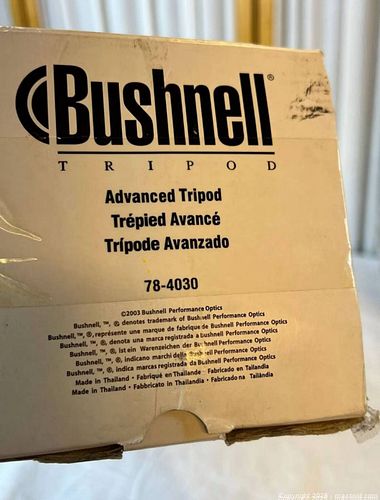 Bushnell®
TRIPOD
Advanced Tripod
Trépied Avancé
Trípode Avanzado
78-4030
©2003 Bushnell Performance Optics
Bushnell, ™, ®, denotes trademark of Bushnell Performance Optics
Bushnell, ™, ®, représente une marque de fabrique de Bushnell Performance Optics
Bushnell, ™, ®, denota una marca registrada a Bushnell Performance Optics
Bushnell, ™, ®, ist ein Warenzeichen der Bushnell Performance Optics
Bushnell, ™, ®, indicano marchi della Bushnell Performance Optics
Bushnell, ™, ®, indica marcas registradas da Bushnell Performance Optics
Made in Thailand • Fabriqué en Thaïlande • Fabricado en Tailandia
Made in Thailand • Fabbricato in Thailandia • Fabricado na Tailândia